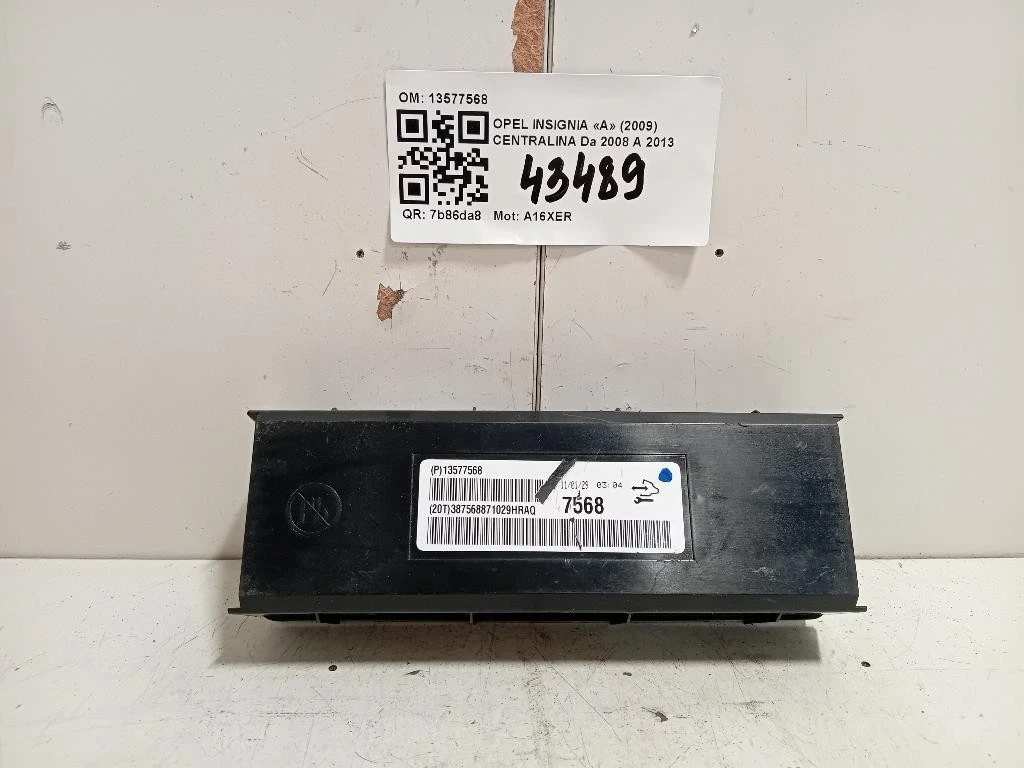 OM: 13577568
OPEL INSIGNIA «A» (2009)
CENTRALINA Da 2008 A 2013
43489
QR: 7b86da8 Mot: A16XER
(P)13577568
11/01/29 03:04
(20T)387568871029HRAQ 7568